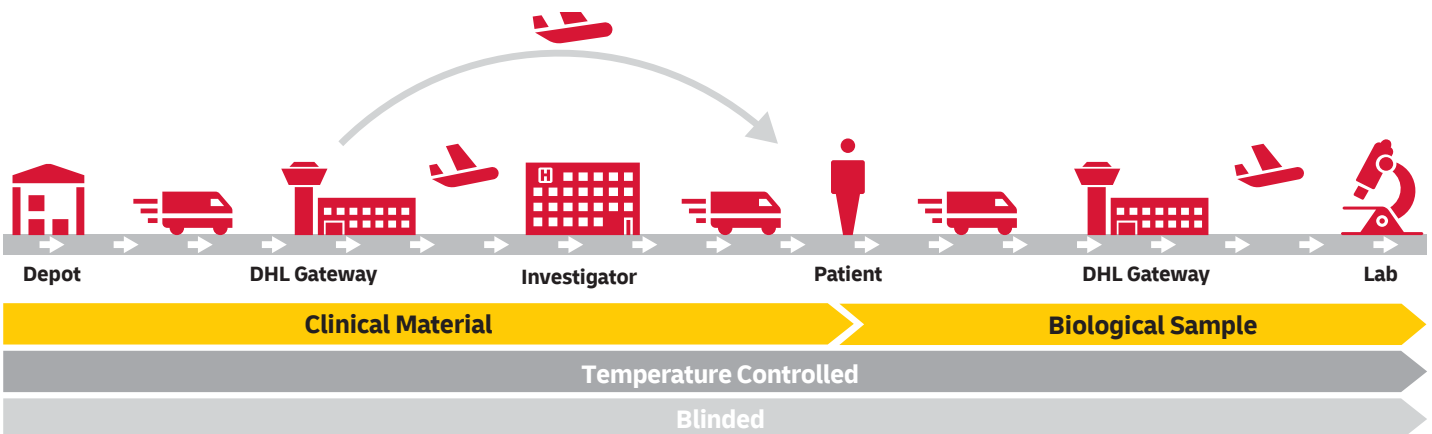 H
Depot
DHL Gateway
Investigator
Patient
DHL Gateway
Lab
Clinical Material
Biological Sample
Temperature Controlled
Blinded